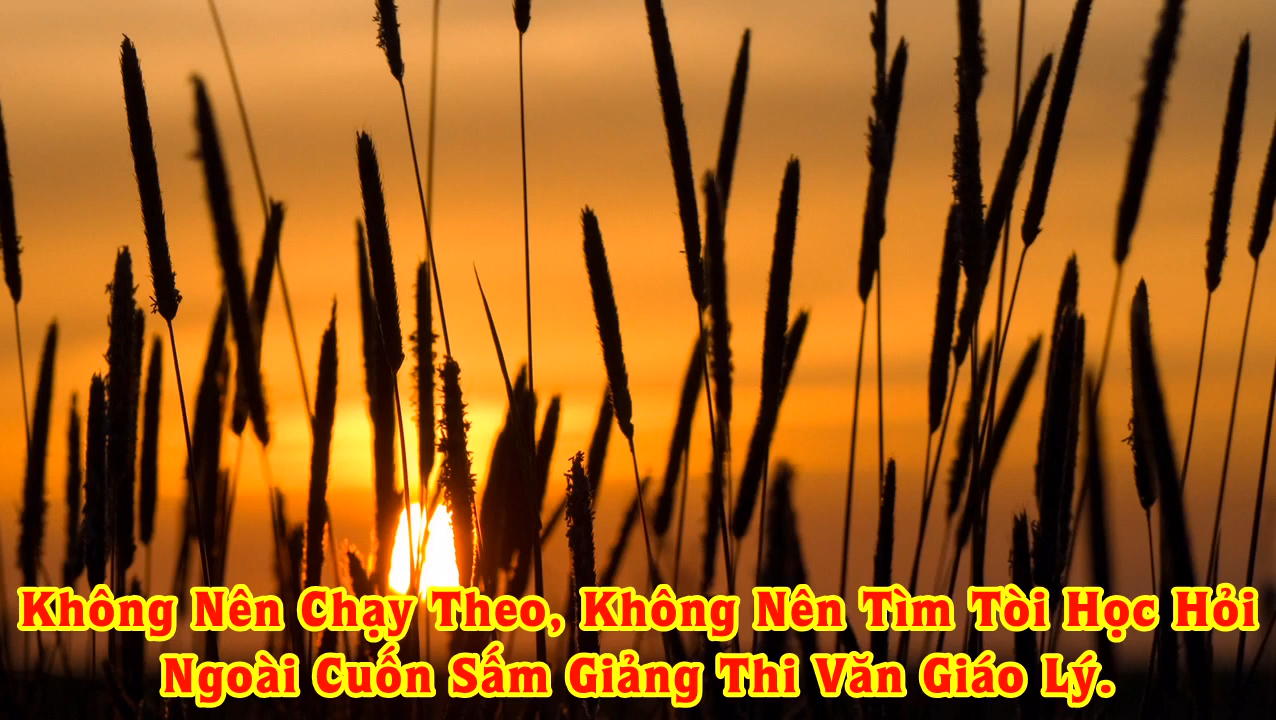 Không Nên Chạy Theo, Không Nên Tìm Tòi Học Hỏi
Ngoài Cuốn Sấm Giảng Thi Văn Giáo Lý.